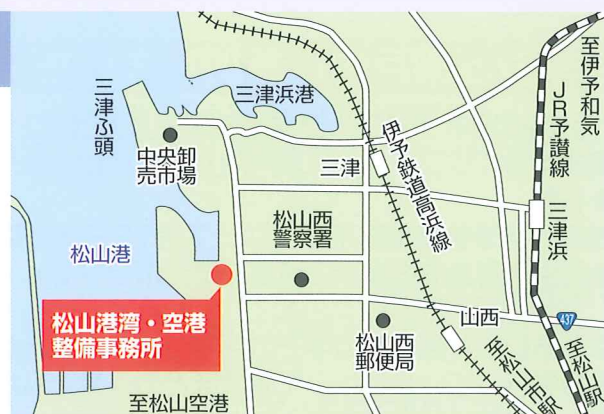 三津ふ頭
三津浜港
中央卸
売市場
三津
伊予鉄道高浜線
至伊予和気
JR予讃線
三津浜
松山西
警察署
松山港
松山港湾・空港
整備事務所
松山西
郵便局
山西
437
至松山空港
至松山市駅
至松山駅